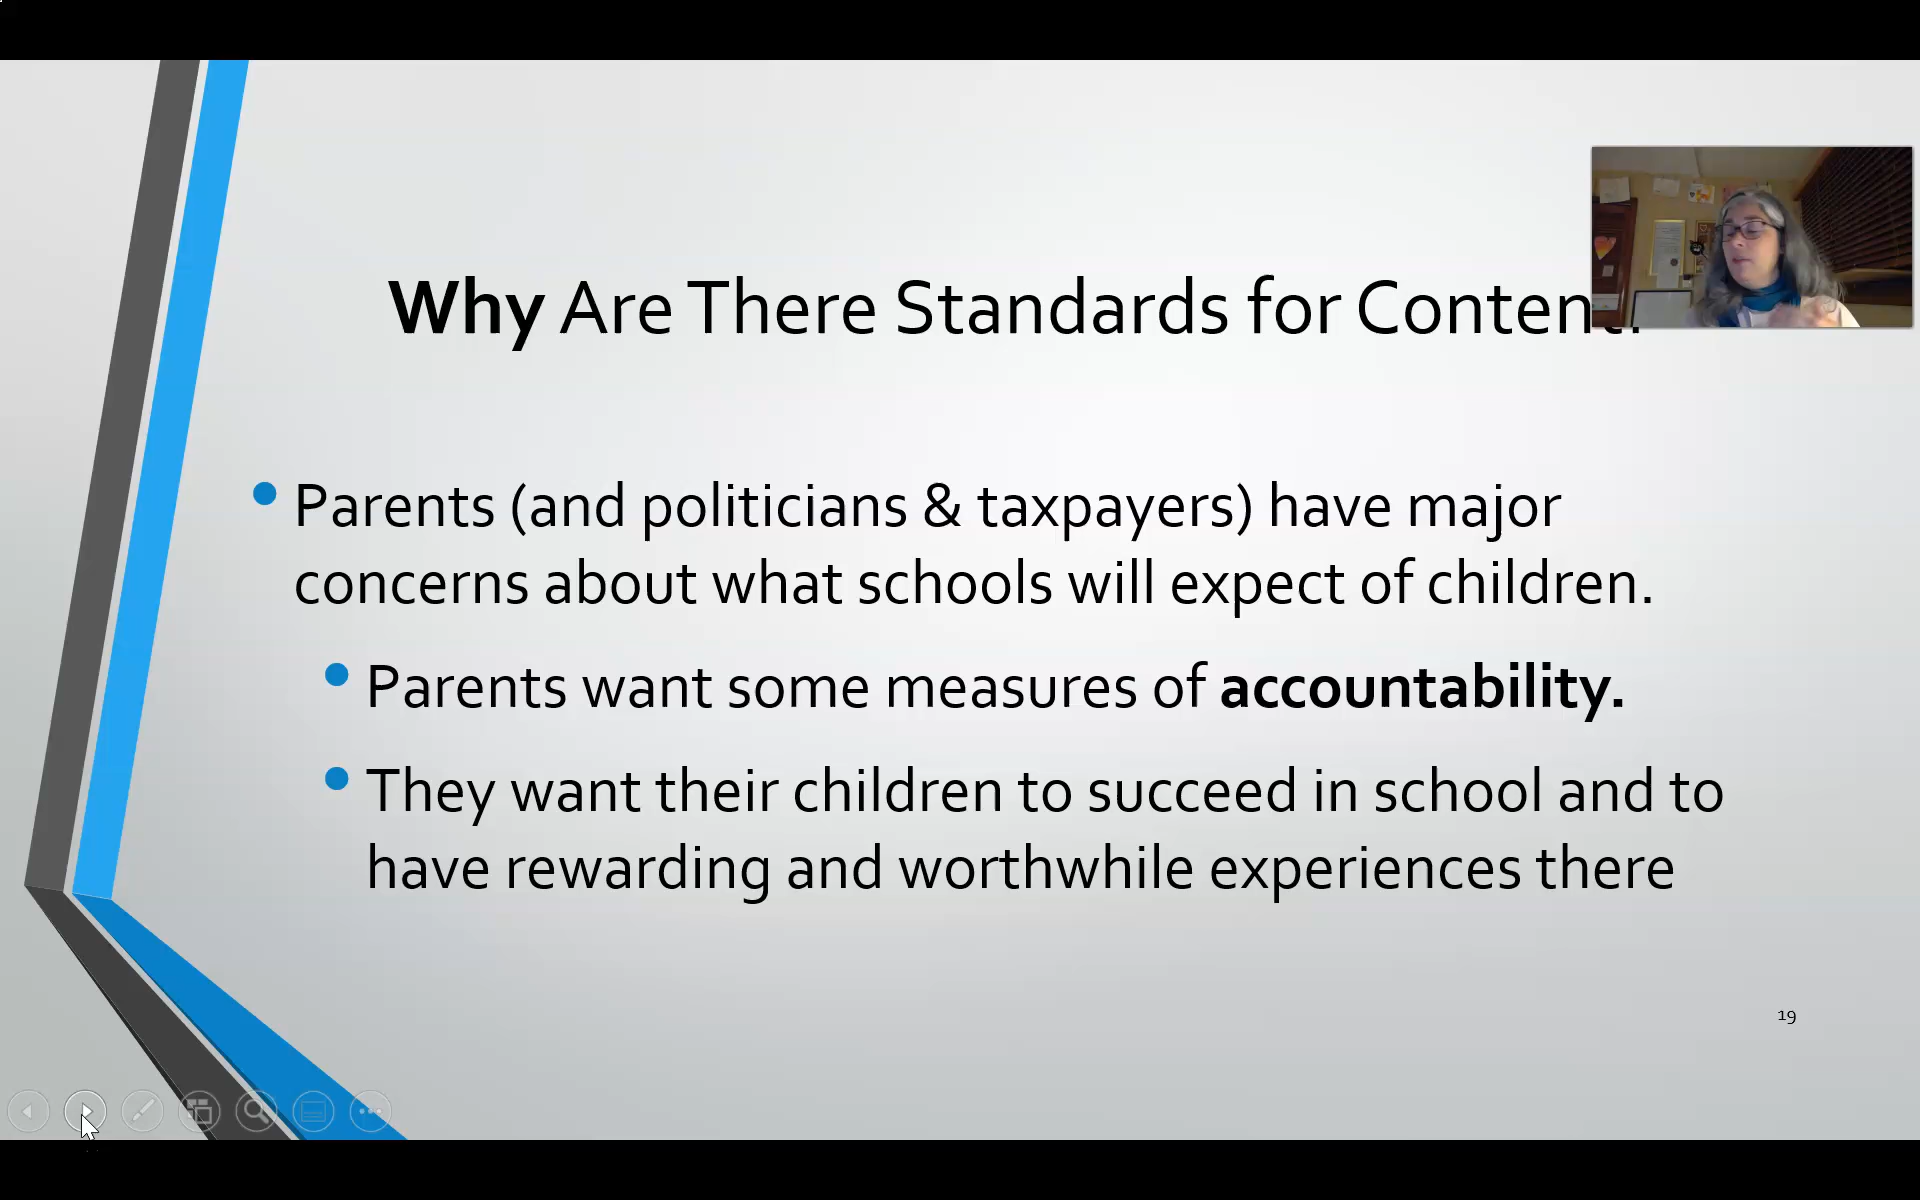 Why Are There Standards for Content?
Parents (and politicians & taxpayers) have major
concerns about what schools will expect of children.
Parents want some measures of accountability.
They want their children to succeed in school and to
have rewarding and worthwhile experiences there
19